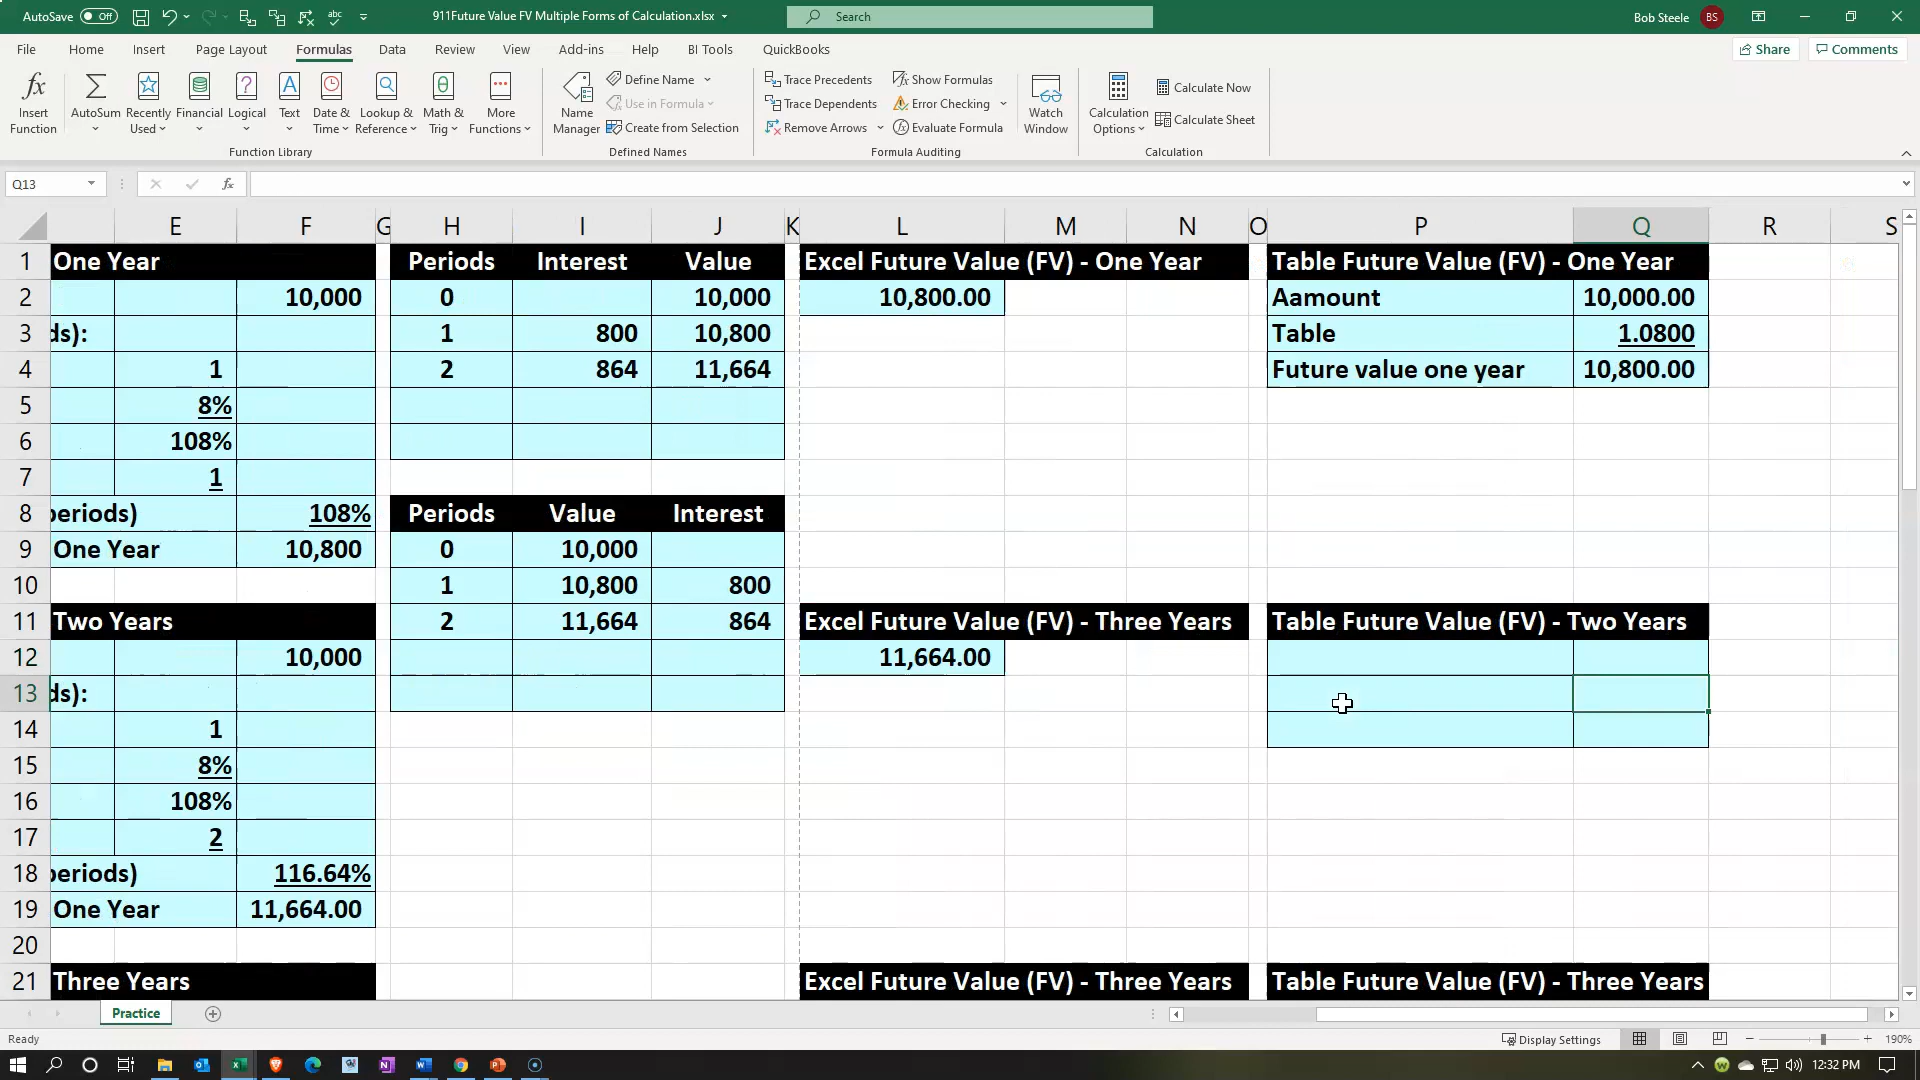 AutoSave Off 911Future Value FV Multiple Forms of Calculation.xlsx Search Bob Steele BS
File Home Insert Page Layout Formulas Data Review View Add-ins Help BI Tools QuickBooks Share Comments
Insert Function AutoSum Recently Used Financial Logical Text Date & Time Lookup & Reference Math & Trig More Functions
Function Library
Name Manager Define Name Use in Formula Create from Selection
Defined Names
Trace Precedents Show Formulas
Trace Dependents Error Checking
Remove Arrows Evaluate Formula
Formula Auditing
Watch Window
Calculation Options Calculate Now Calculate Sheet
Calculation
Q13 fx
E F G H I J K L M N O P Q R S
1 One Year Periods Interest Value Excel Future Value (FV) - One Year Table Future Value (FV) - One Year
2 10,000 0 10,000 10,800.00 Aamount 10,000.00
3 ds): 1 800 10,800 Table 1.0800
4 1 2 864 11,664 Future value one year 10,800.00
5 8%
6 108%
7 1
8 periods) 108% Periods Value Interest
9 One Year 10,800 0 10,000
10 1 10,800 800
11 Two Years 2 11,664 864 Excel Future Value (FV) - Three Years Table Future Value (FV) - Two Years
12 10,000 11,664.00
13 ds):
14 1
15 8%
16 108%
17 2
18 periods) 116.64%
19 One Year 11,664.00
20
21 Three Years Excel Future Value (FV) - Three Years Table Future Value (FV) - Three Years
Practice
Ready Display Settings 190%
12:32 PM